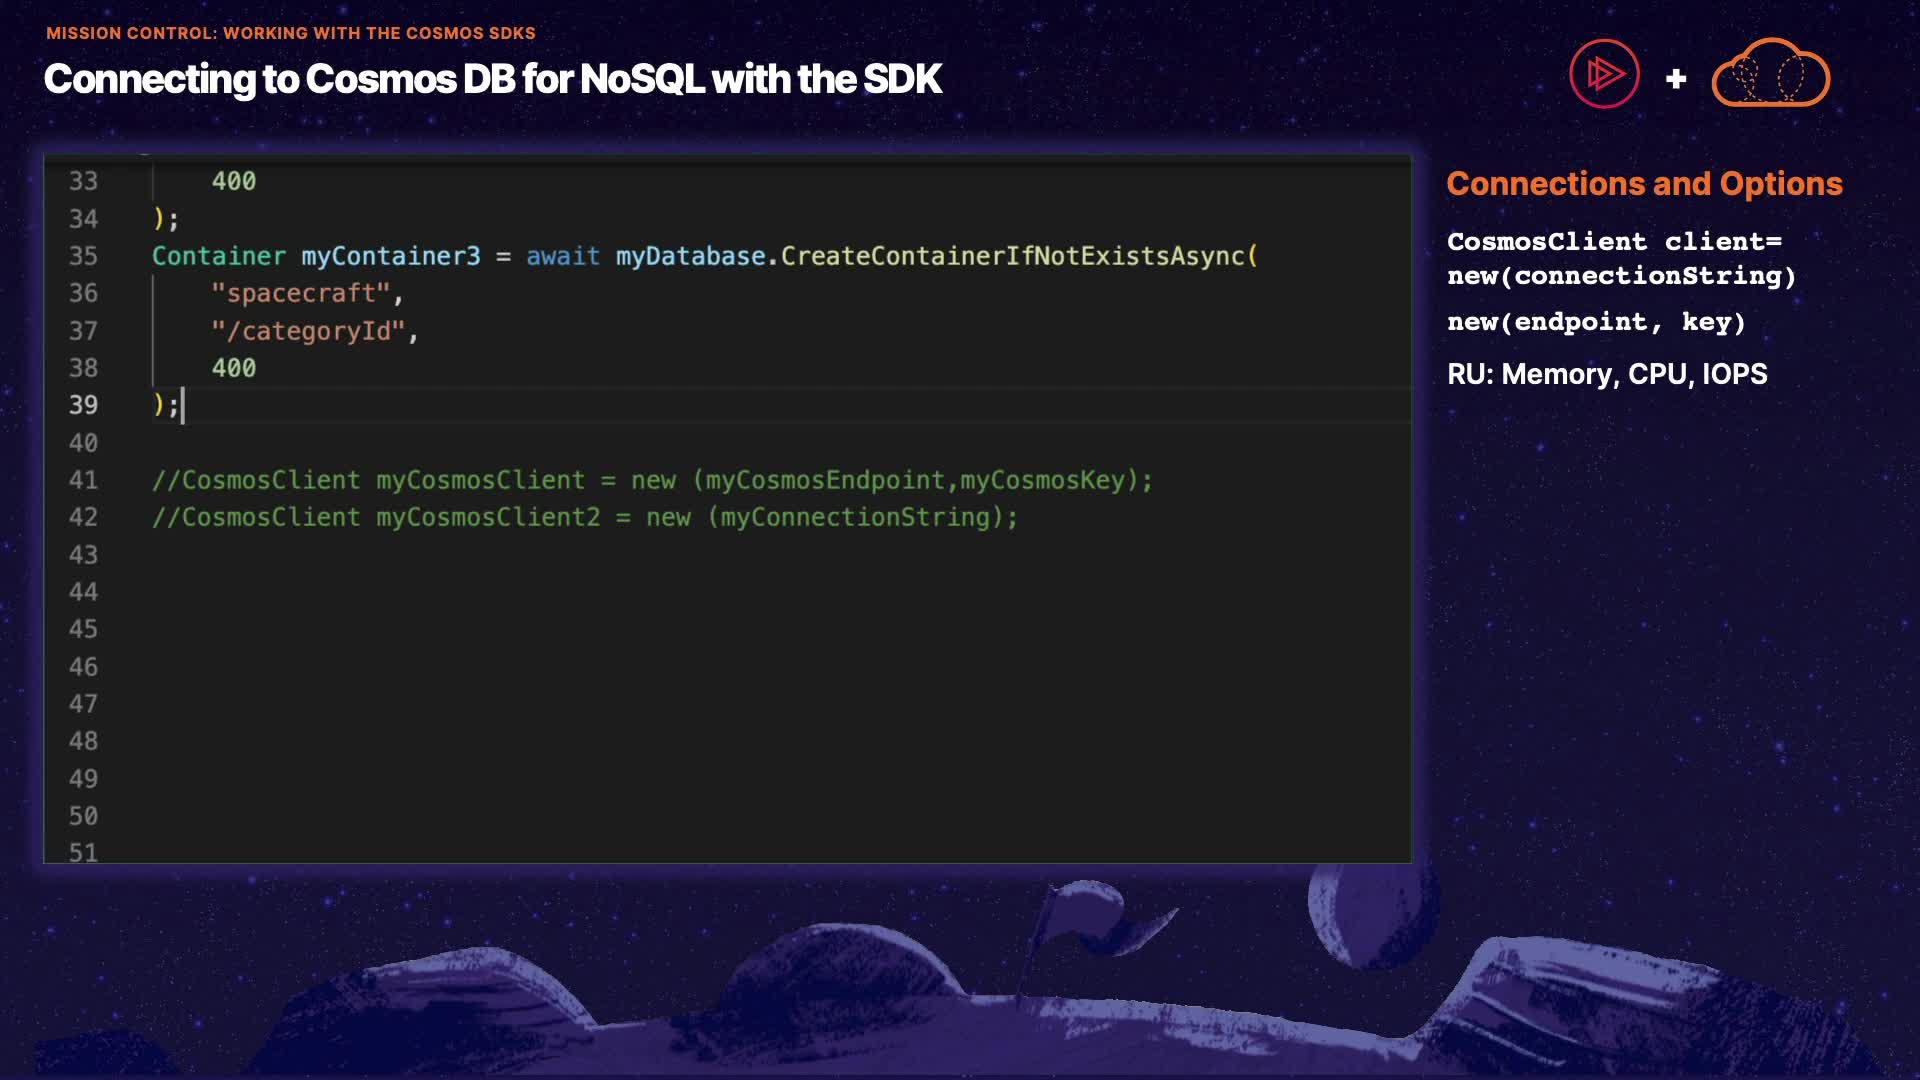 MISSION CONTROL: WORKING WITH THE COSMOS SDKS
Connecting to Cosmos DB for NoSQL with the SDK
+
33 400
34 );
35 Container myContainer3 = await myDatabase.CreateContainerIfNotExistsAsync(
36 "spacecraft",
37 "/categoryId",
38 400
39 );
40
41 //CosmosClient myCosmosClient = new (myCosmosEndpoint,myCosmosKey);
42 //CosmosClient myCosmosClient2 = new (myConnectionString);
43
44
45
46
47
48
49
50
51
Connections and Options
CosmosClient client=
new(connectionString)
new(endpoint, key)
RU: Memory, CPU, IOPS